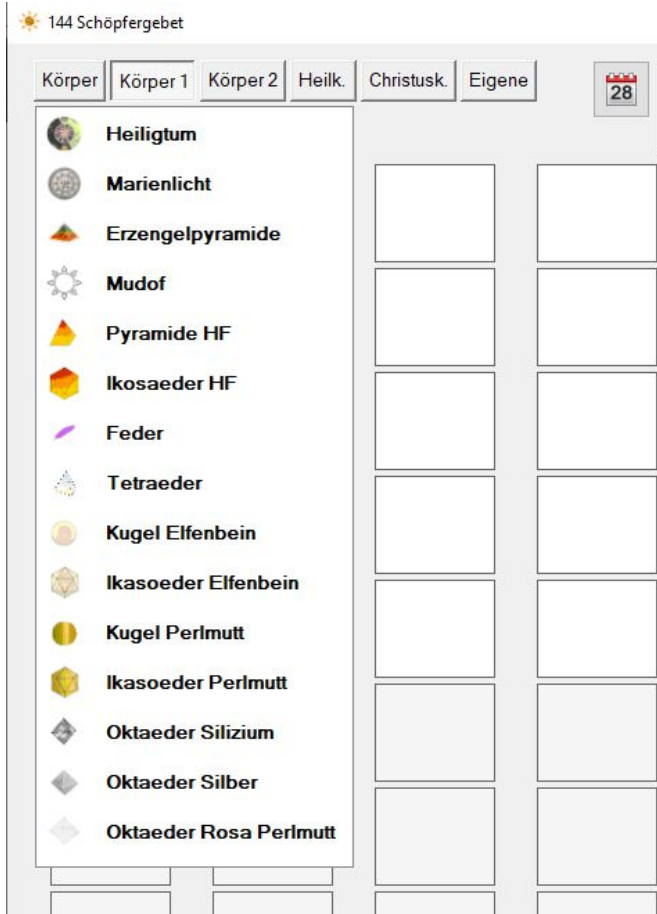 144 Schöpfergebet
Körper Körper 1 Körper 2 Heilk. Christusk. Eigene
28
Heiligtum
Marienlicht
Erzengelpyramide
Mudof
Pyramide HF
Ikosaeder HF
Feder
Tetraeder
Kugel Elfenbein
Ikasoeder Elfenbein
Kugel Perlmutt
Ikasoeder Perlmutt
Oktaeder Silizium
Oktaeder Silber
Oktaeder Rosa Perlmutt